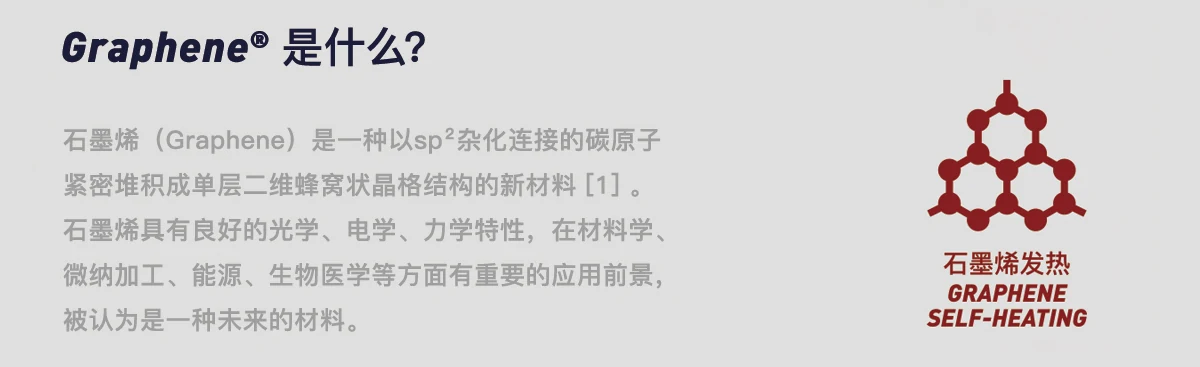 Graphene® 是什么？
石墨烯（Graphene）是一种以sp²杂化连接的碳原子
紧密堆积成单层二维蜂窝状晶格结构的新材料 [1] 。
石墨烯具有良好的光学、电学、力学特性，在材料学、
微纳加工、能源、生物医学等方面有重要的应用前景，
被认为是一种未来的材料。
石墨烯发热
GRAPHENE
SELF-HEATING